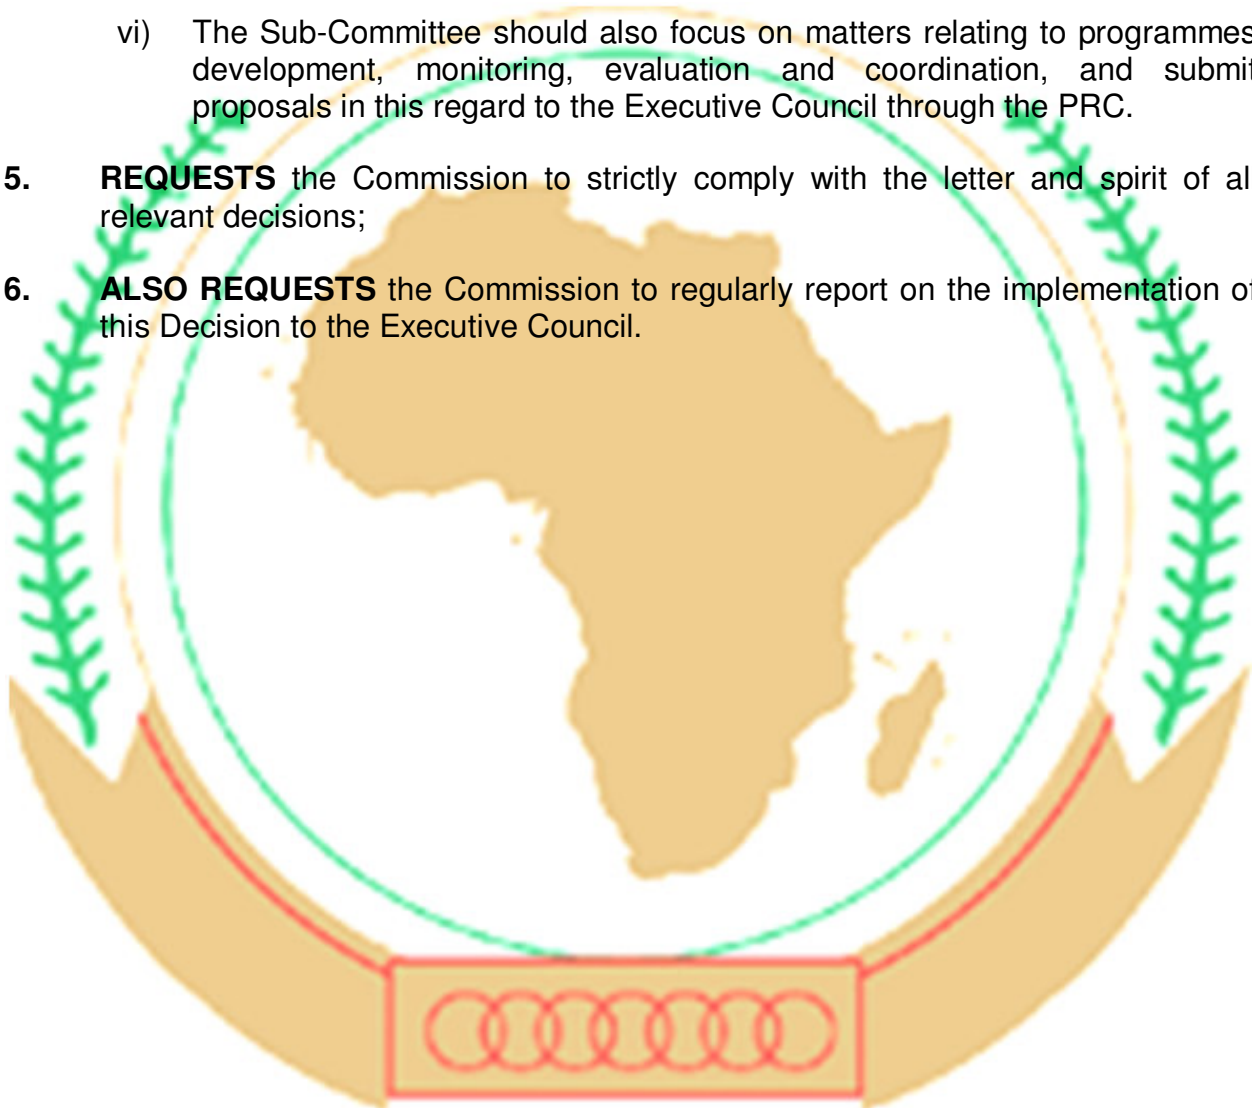 vi) The Sub-Committee should also focus on matters relating to programmes
development, monitoring, evaluation and coordination, and submit
proposals in this regard to the Executive Council through the PRC.
5. REQUESTS the Commission to strictly comply with the letter and spirit of al
relevant decisions;
6. ALSO REQUESTS the Commission to regularly report on the implementation of
this Decision to the Executive Council.